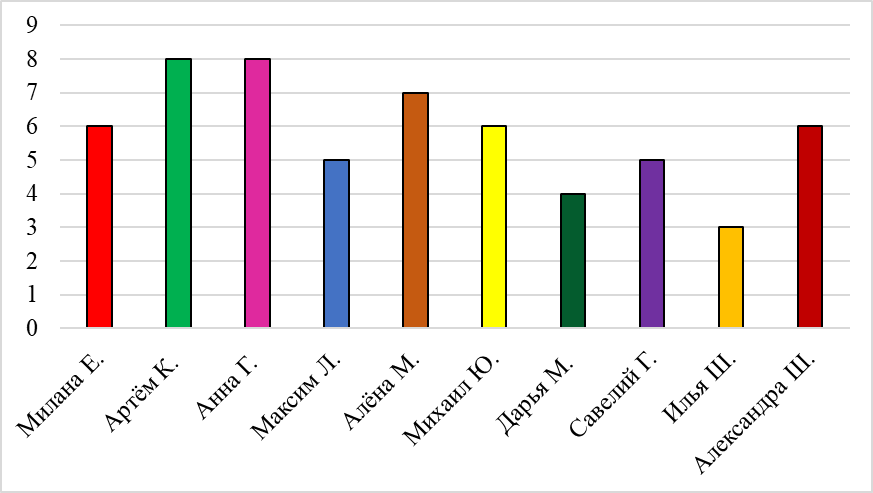 9
8
7
6
5
4
3
2
1
0
Милана Е.
Артём К.
Анна Г.
Максим Л.
Алёна М.
Михаил Ю.
Дарья М.
Савелий Г.
Илья Ш.
Александра Ш.